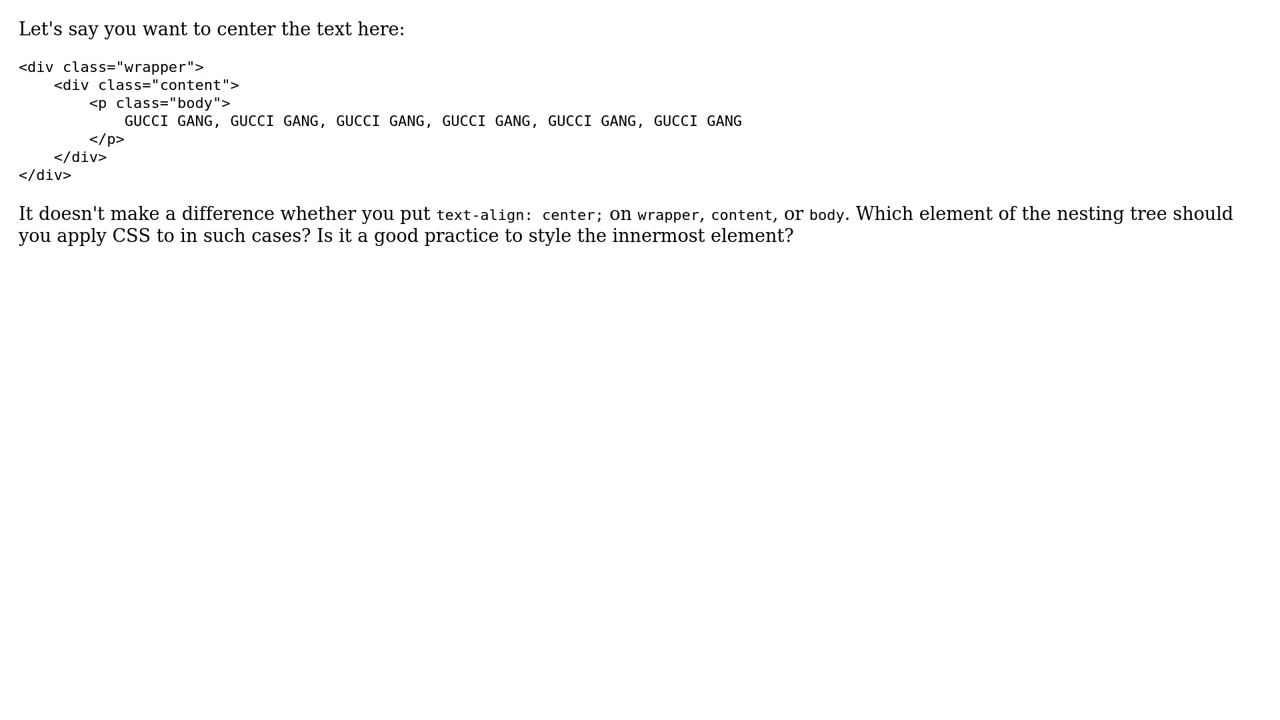 Let's say you want to center the text here:
<div class="wrapper">
    <div class="content">
        <p class="body">
            GUCCI GANG, GUCCI GANG, GUCCI GANG, GUCCI GANG, GUCCI GANG, GUCCI GANG
        </p>
    </div>
</div>
It doesn't make a difference whether you put text-align: center; on wrapper, content, or body. Which element of the nesting tree should
you apply CSS to in such cases? Is it a good practice to style the innermost element?